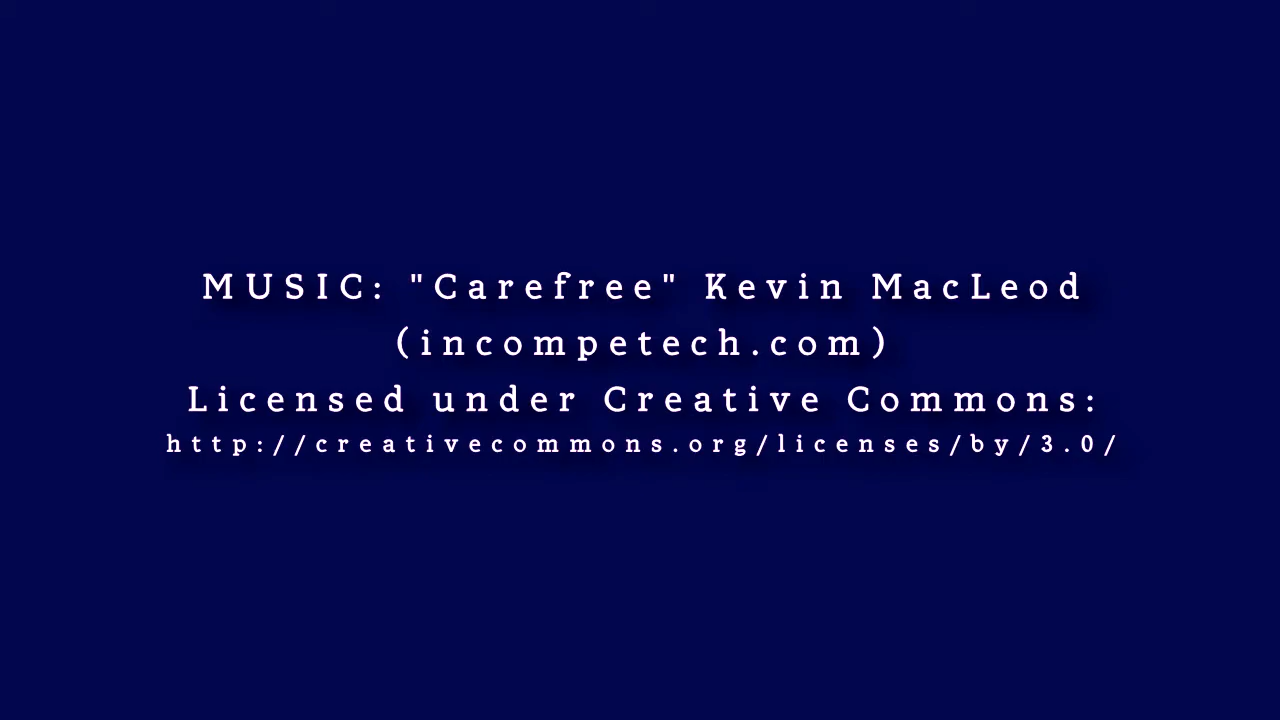 MUSIC: "Carefree" Kevin MacLeod
(incompetech.com)
Licensed under Creative Commons:
http://creativecommons.org/licenses/by/3.0/